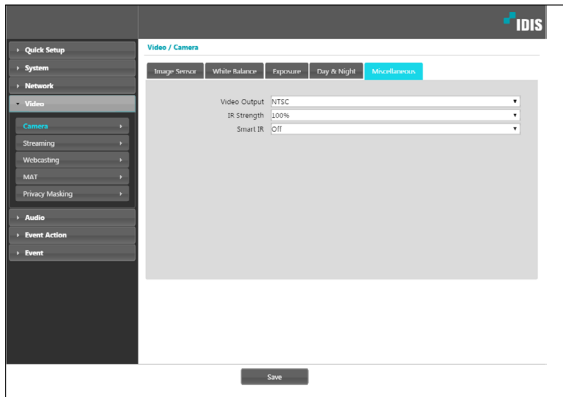 IDIS
Quick Setup
System
Network
Video
Camera
Streaming
Webcasting
MAT
Privacy Masking
Audio
Event Action
Event
Video / Camera
Image Sensor White Balance Exposure Day & Night Miscellaneous
Video Output NTSC
IR Strength 100%
Smart IR Off
Save